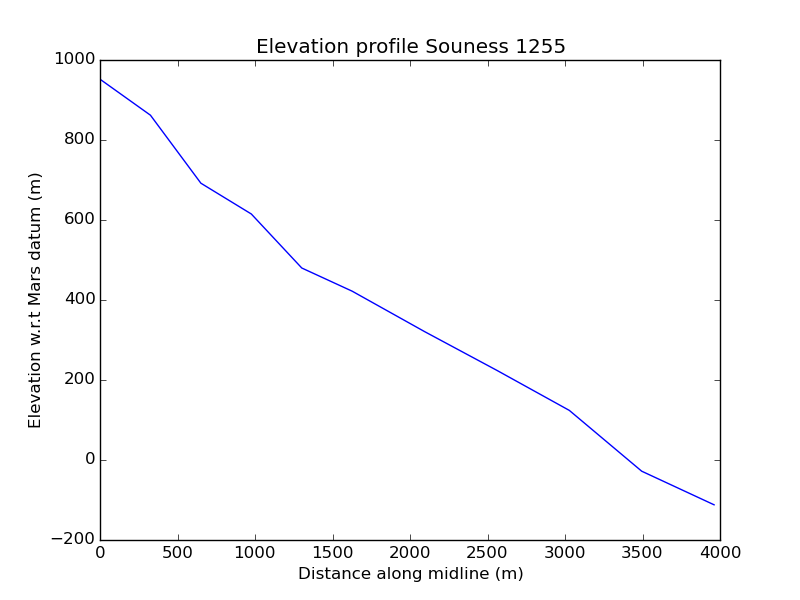 Elevation profile Souness 1255
Elevation w.r.t Mars datum (m)
1000
800
600
400
200
0
−200
0 500 1000 1500 2000 2500 3000 3500 4000
Distance along midline (m)